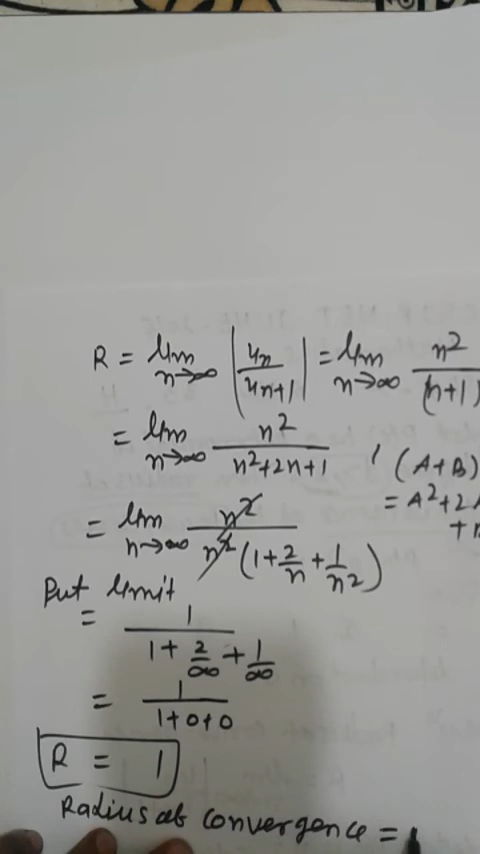 R = lim n→∞ |un/un+1| = lim n→∞ n²/(n+1)
= lim n→∞ n²/n²+2n+1 ' (A+B)
= A²+2
= lim n→∞ n²/n²(1+2/n+1/n²)
Put limit
= 1/1+2/∞+1/∞
= 1/1+0+0
R = 1
Radius of convergence =